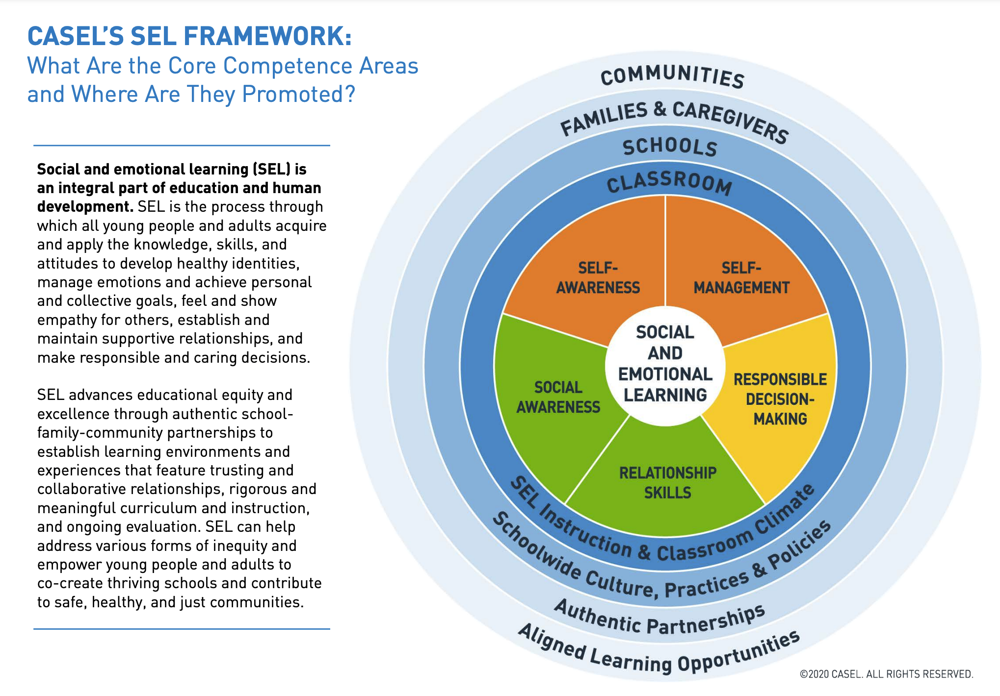 CASEL’S SEL FRAMEWORK:
What Are the Core Competence Areas
and Where Are They Promoted?
Social and emotional learning (SEL) is
an integral part of education and human
development. SEL is the process through
which all young people and adults acquire
and apply the knowledge, skills, and
attitudes to develop healthy identities,
manage emotions and achieve personal
and collective goals, feel and show
empathy for others, establish and
maintain supportive relationships, and
make responsible and caring decisions.
SEL advances educational equity and
excellence through authentic school-
family-community partnerships to
establish learning environments and
experiences that feature trusting and
collaborative relationships, rigorous and
meaningful curriculum and instruction,
and ongoing evaluation. SEL can help
address various forms of inequity and
empower young people and adults to
co-create thriving schools and contribute
to safe, healthy, and just communities.
COMMUNITIES
FAMILIES & CAREGIVERS
SCHOOLS
CLASSROOM
SELF-
AWARENESS
SELF-
MANAGEMENT
SOCIAL
AND
EMOTIONAL
LEARNING
SOCIAL
AWARENESS
RESPONSIBLE
DECISION-
MAKING
RELATIONSHIP
SKILLS
SEL Instruction & Classroom Climate
Schoolwide Culture, Practices & Policies
Authentic Partnerships
Aligned Learning Opportunities
©2020 CASEL. ALL RIGHTS RESERVED.